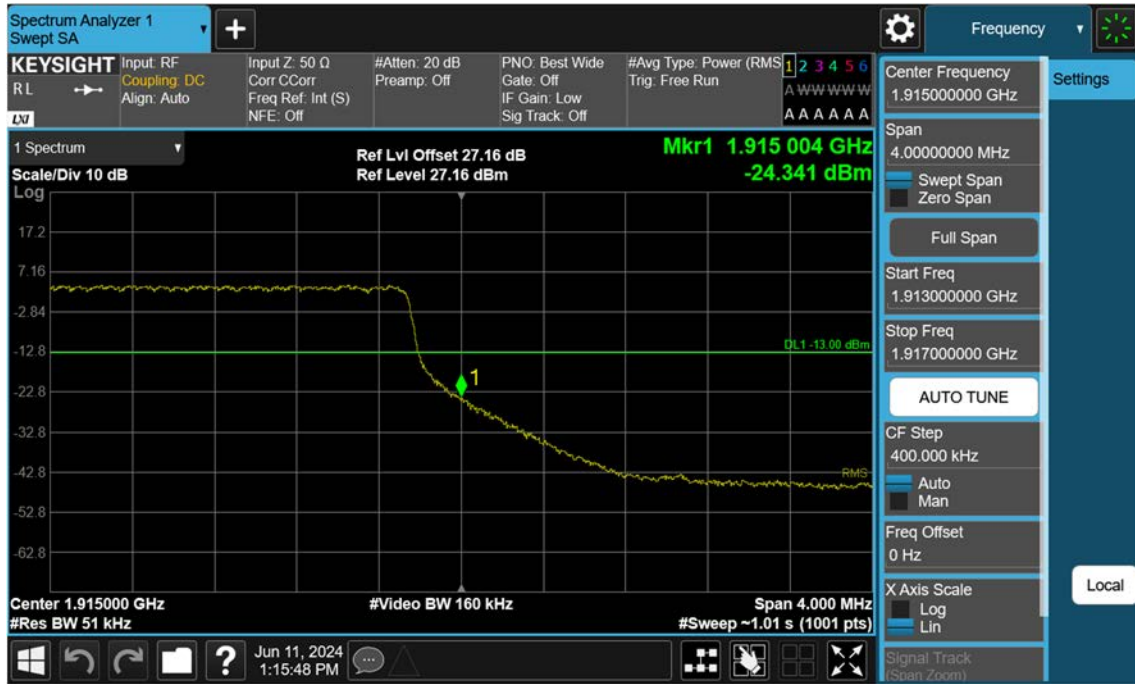 Spectrum Analyzer 1
Swept SA
Frequency
KEYSIGHT
R L
LXI
Input: RF
Coupling: DC
Align: Auto
Input Z: 50 Ω
Corr CCorr
Freq Ref: Int (S)
NFE: Off
#Atten: 20 dB
Preamp: Off
PNO: Best Wide
Gate: Off
IF Gain: Low
Sig Track: Off
#Avg Type: Power (RMS
Trig: Free Run
1 2 3 4 5 6
A W W W W W
A A A A A A
1 Spectrum
Scale/Div 10 dB
Ref Lvl Offset 27.16 dB
Ref Level 27.16 dBm
Mkr1 1.915 004 GHz
-24.341 dBm
Log
17.2
7.16
-2.84
-12.8
-22.8
-32.8
-42.8
-52.8
-62.8
DL1 -13.00 dBm
1
RMS
Center 1.915000 GHz
#Res BW 51 kHz
#Video BW 160 kHz
Span 4.000 MHz
#Sweep ~1.01 s (1001 pts)
Center Frequency
1.915000000 GHz
Span
4.00000000 MHz
Swept Span
Zero Span
Full Span
Start Freq
1.913000000 GHz
Stop Freq
1.917000000 GHz
AUTO TUNE
CF Step
400.000 kHz
Auto
Man
Freq Offset
0 Hz
X Axis Scale
Log
Lin
Signal Track
(Span Zoom)
Settings
Local
?
Jun 11, 2024
1:15:48 PM